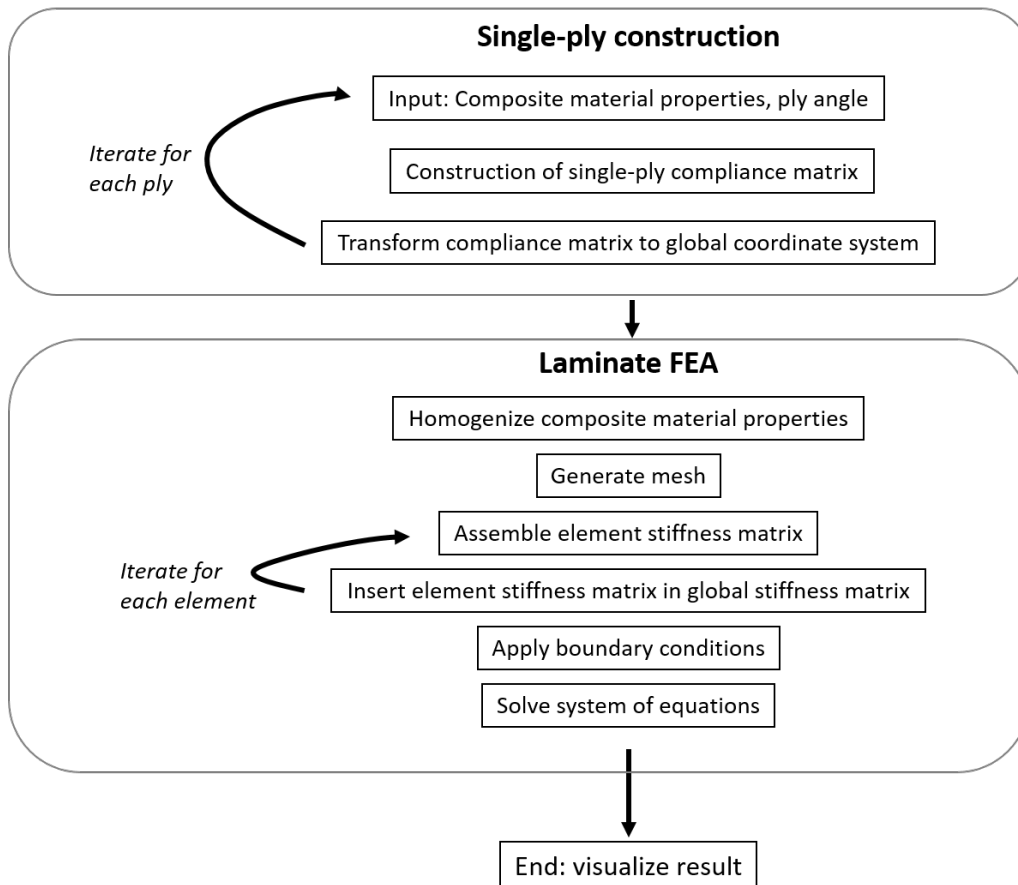 Single-ply construction
Input: Composite material properties, ply angle
Iterate for
each ply
Construction of single-ply compliance matrix
Transform compliance matrix to global coordinate system
Laminate FEA
Homogenize composite material properties
Generate mesh
Assemble element stiffness matrix
Iterate for
each element
Insert element stiffness matrix in global stiffness matrix
Apply boundary conditions
Solve system of equations
End: visualize result